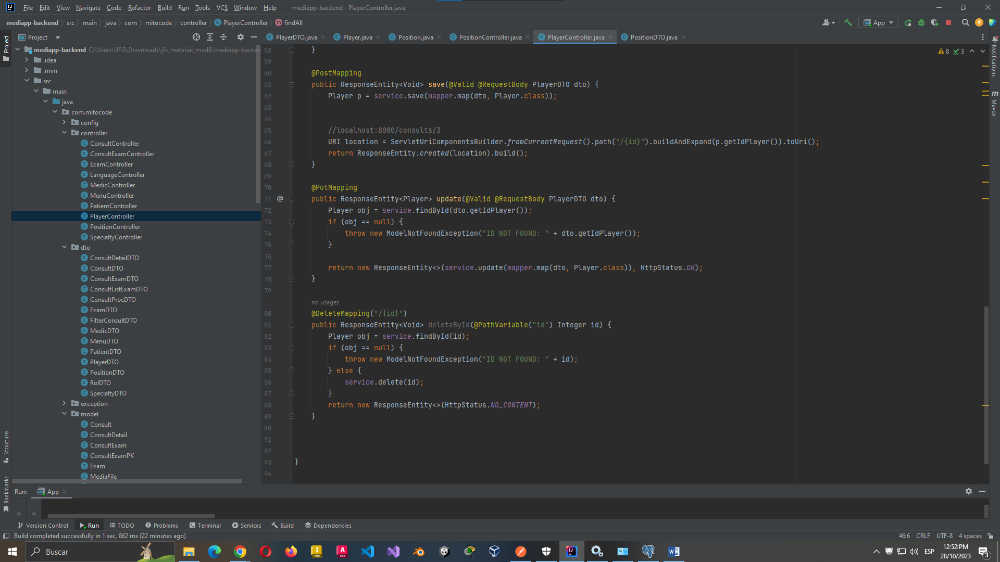 File Edit View Navigate Code Refactor Build Run Tools VCS Window Help mediapp-backend - PlayerController.java
mediapp-backend src main java com mitocode controller PlayerController findAll App
Project
PlayerDTO.java Player.java Position.java PositionController.java PlayerController.java PositionDTO.java
mediapp-backend C:\Users\UFG\Downloads\jfs_material_mod8\mediapp-backen
.idea
.mvn
src
main
java
com.mitocode
config
controller
ConsultController
ConsultExamController
ExamController
LanguageController
MedicController
MenuController
PatientController
PlayerController
PositionController
SpecialtyController
dto
ConsultDetailDTO
ConsultDTO
ConsultExamDTO
ConsultListExamDTO
ConsultProcDTO
ExamDTO
FilterConsultDTO
MedicDTO
MenuDTO
PatientDTO
PlayerDTO
PositionDTO
RolDTO
SpecialtyDTO
exception
model
Consult
ConsultDetail
ConsultExam
ConsultExamPK
Exam
MediaFile
8 3
58 }
59
60 @PostMapping
61 public ResponseEntity<Void> save(@Valid @RequestBody PlayerDTO dto) {
62 Player p = service.save(mapper.map(dto, Player.class));
63
64
65 //localhost:8080/consults/3
66 URI location = ServletUriComponentsBuilder.fromCurrentRequest().path("/{id}").buildAndExpand(p.getIdPlayer()).toUri();
67 return ResponseEntity.created(location).build();
68 }
69
70 @PutMapping
71 @ public ResponseEntity<Player> update(@Valid @RequestBody PlayerDTO dto) {
72 Player obj = service.findById(dto.getIdPlayer());
73 if (obj == null) {
74 throw new ModelNotFoundException("ID NOT FOUND: " + dto.getIdPlayer());
75 }
76
77 return new ResponseEntity<>(service.update(mapper.map(dto, Player.class)), HttpStatus.OK);
78 }
79
no usages
80 @DeleteMapping("/{id}")
81 public ResponseEntity<Void> deleteById(@PathVariable("id") Integer id) {
82 Player obj = service.findById(id);
83 if (obj == null) {
84 throw new ModelNotFoundException("ID NOT FOUND: " + id);
85 } else {
86 service.delete(id);
87 }
88 return new ResponseEntity<>(HttpStatus.NO_CONTENT);
89 }
90
91
92
93 }
94
Project
Structure
Bookmarks
Notifications
Maven
Run: App
Version Control Run TODO Problems Terminal Services Build Dependencies
Build completed successfully in 1 sec, 862 ms (22 minutes ago) 46:6 CRLF UTF-8 4 spaces
Buscar
ESP
12:52:PM
28/10/2023
3